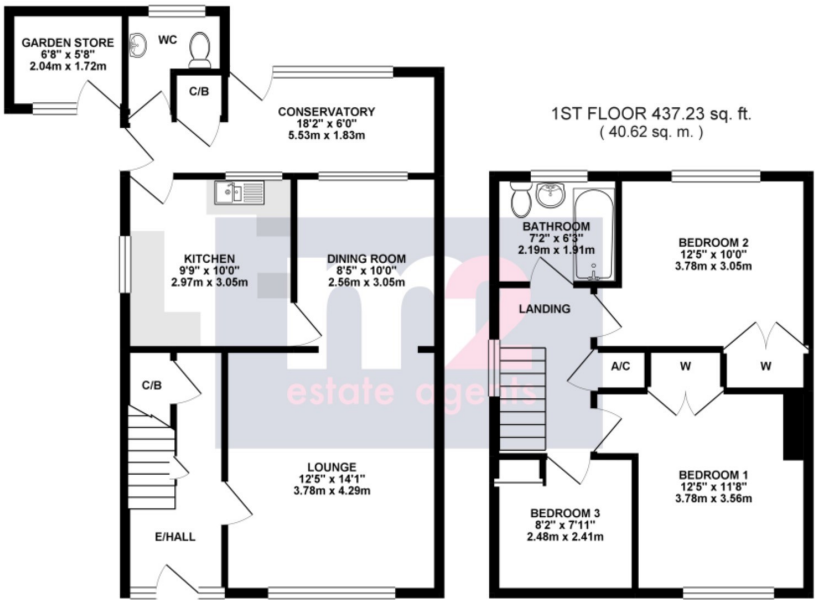 GARDEN STORE
6'8" x 5'8"
2.04m x 1.72m
WC
C/B
CONSERVATORY
18'2" x 6'0"
5.53m x 1.83m
KITCHEN
9'9" x 10'0"
2.97m x 3.05m
DINING ROOM
8'5" x 10'0"
2.56m x 3.05m
C/B
LOUNGE
12'5" x 14'1"
3.78m x 4.29m
E/HALL
1ST FLOOR 437.23 sq. ft.
( 40.62 sq. m. )
BATHROOM
7'2" x 6'3"
2.19m x 1.91m
BEDROOM 2
12'5" x 10'0"
3.78m x 3.05m
LANDING
A/C
W
W
BEDROOM 1
12'5" x 11'8"
3.78m x 3.56m
BEDROOM 3
8'2" x 7'11"
2.48m x 2.41m
m2
estate agents